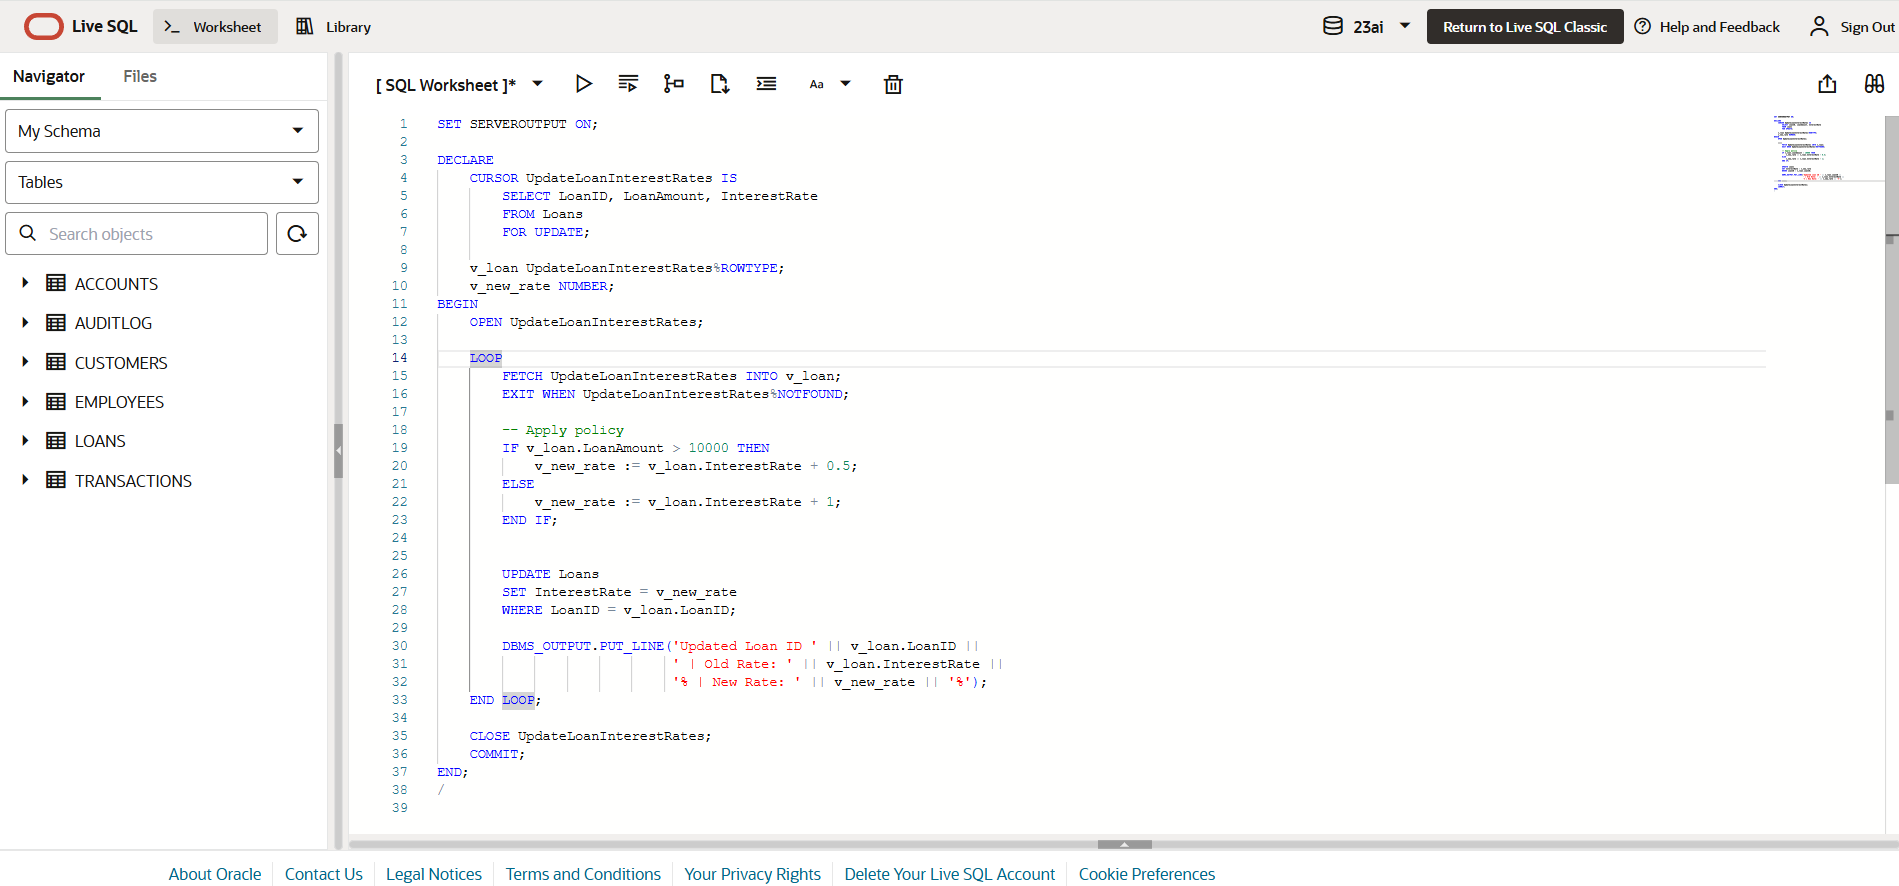 Live SQL
Worksheet
Library
23ai
Return to Live SQL Classic
Help and Feedback
Sign Out
Navigator
Files
My Schema
Tables
Search objects
ACCOUNTS
AUDITLOG
CUSTOMERS
EMPLOYEES
LOANS
TRANSACTIONS
[ SQL Worksheet ]*
Aa
1 SET SERVEROUTPUT ON;
2
3 DECLARE
4 CURSOR UpdateLoanInterestRates IS
5 SELECT LoanID, LoanAmount, InterestRate
6 FROM Loans
7 FOR UPDATE;
8
9 v_loan UpdateLoanInterestRates%ROWTYPE;
10 v_new_rate NUMBER;
11 BEGIN
12 OPEN UpdateLoanInterestRates;
13
14 LOOP
15 FETCH UpdateLoanInterestRates INTO v_loan;
16 EXIT WHEN UpdateLoanInterestRates%NOTFOUND;
17
18 -- Apply policy
19 IF v_loan.LoanAmount > 10000 THEN
20 v_new_rate := v_loan.InterestRate + 0.5;
21 ELSE
22 v_new_rate := v_loan.InterestRate + 1;
23 END IF;
24
25
26 UPDATE Loans
27 SET InterestRate = v_new_rate
28 WHERE LoanID = v_loan.LoanID;
29
30 DBMS_OUTPUT.PUT_LINE('Updated Loan ID ' || v_loan.LoanID ||
31 ' | Old Rate: ' || v_loan.InterestRate ||
32 '% | New Rate: ' || v_new_rate || '%');
33 END LOOP;
34
35 CLOSE UpdateLoanInterestRates;
36 COMMIT;
37 END;
38 /
39
About Oracle
Contact Us
Legal Notices
Terms and Conditions
Your Privacy Rights
Delete Your Live SQL Account
Cookie Preferences